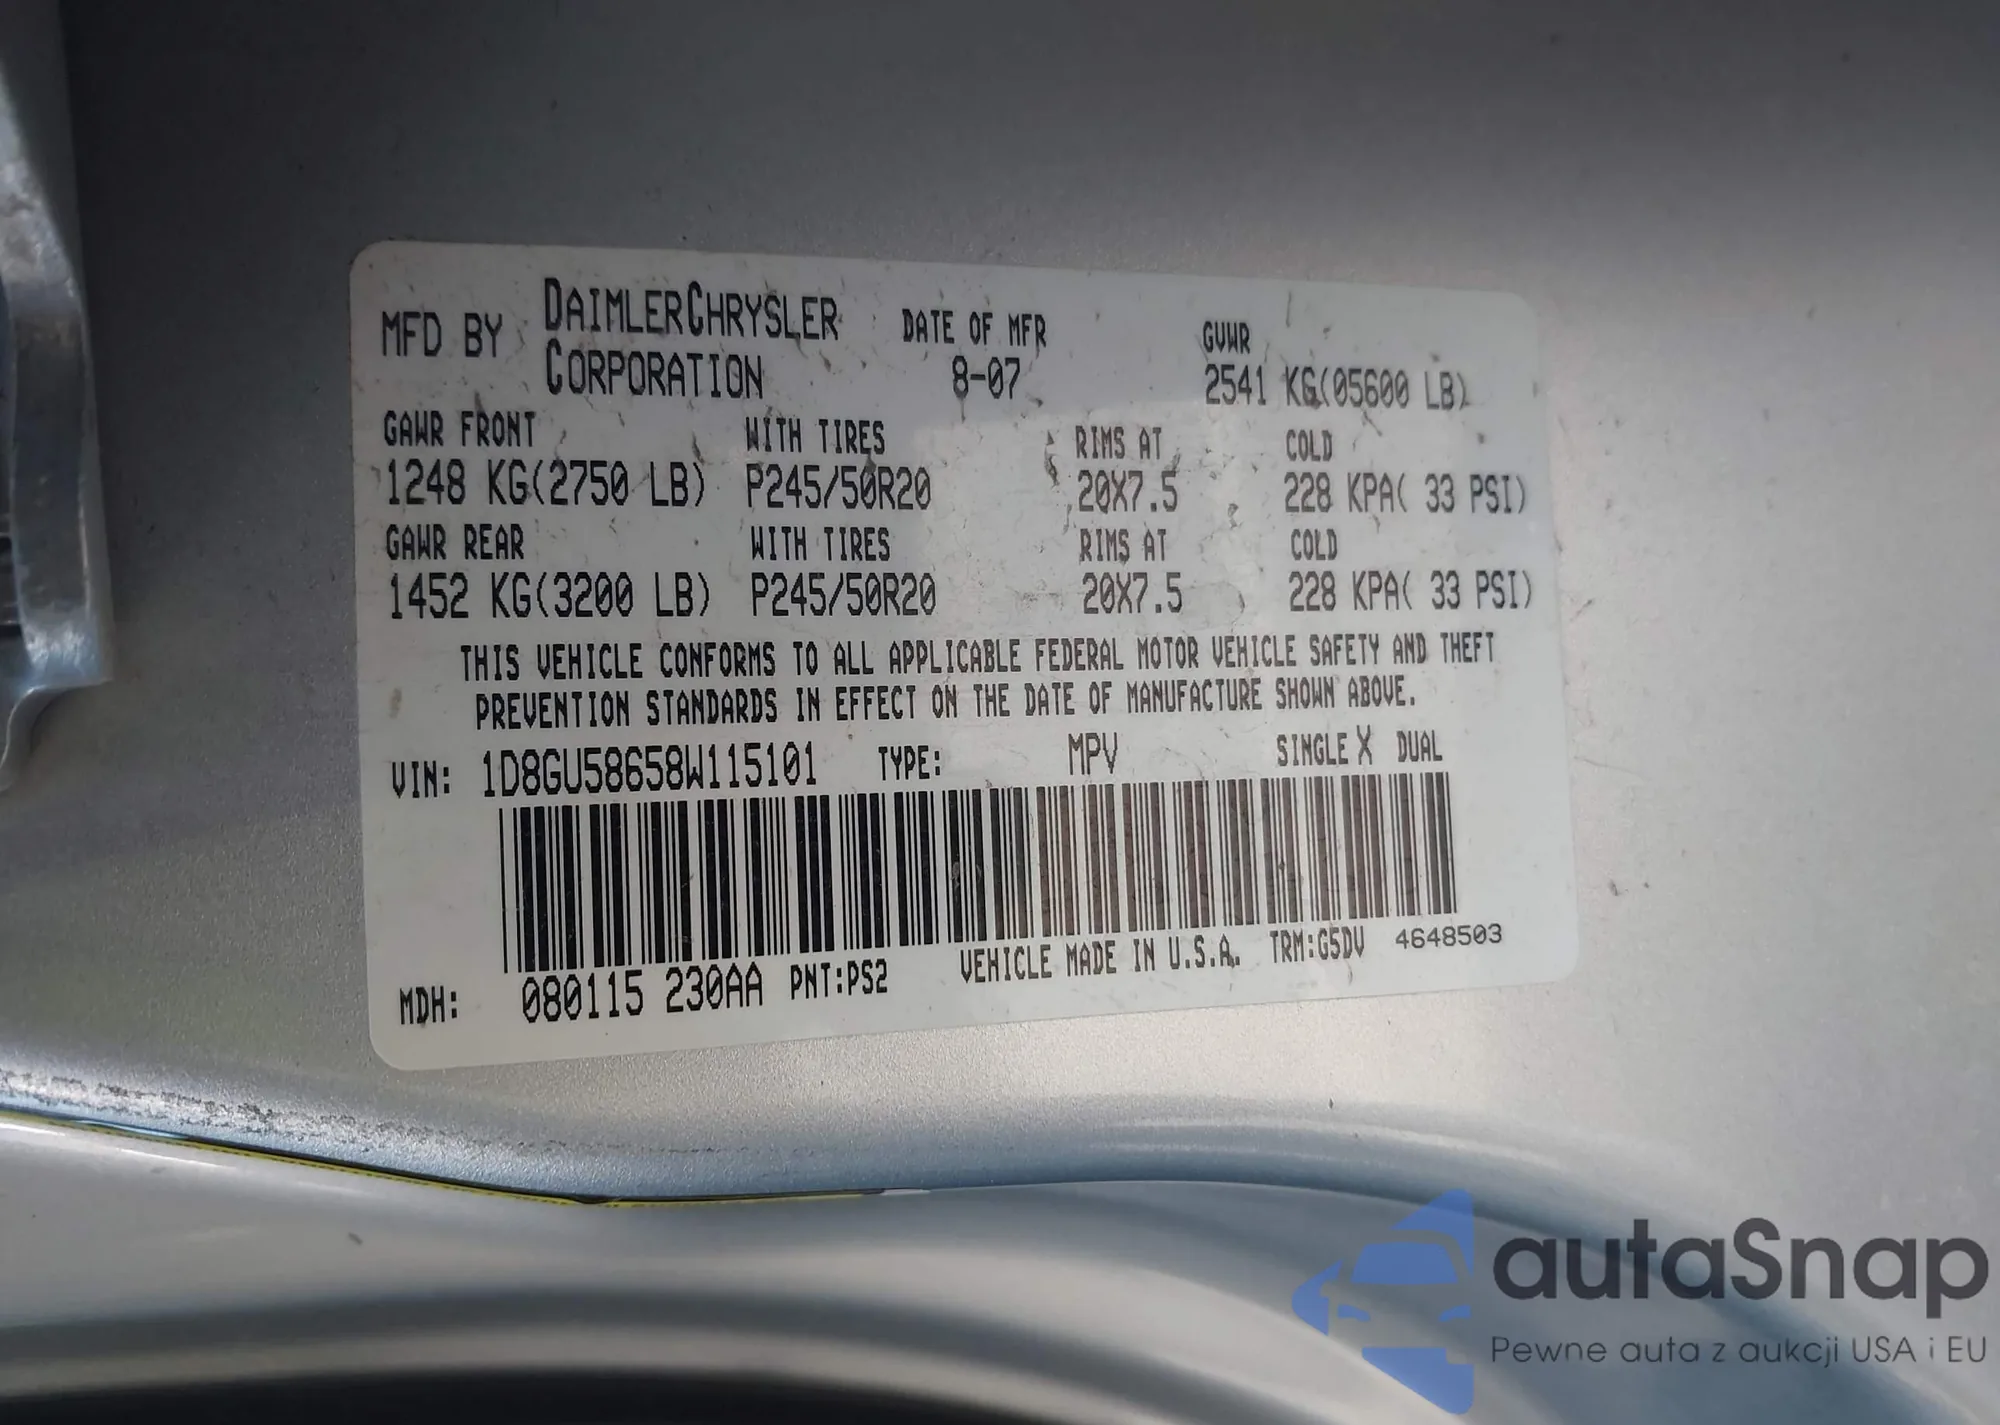 MFD BY DAIMLERCHRYSLER CORPORATION DATE OF MFR 8-07 GVWR 2541 KG(05600 LB)
GAWR FRONT WITH TIRES RIMS AT COLD
1248 KG(2750 LB) P245/50R20 20X7.5 228 KPA( 33 PSI)
GAWR REAR WITH TIRES RIMS AT COLD
1452 KG(3200 LB) P245/50R20 20X7.5 228 KPA( 33 PSI)
THIS VEHICLE CONFORMS TO ALL APPLICABLE FEDERAL MOTOR VEHICLE SAFETY AND THEFT
PREVENTION STANDARDS IN EFFECT ON THE DATE OF MANUFACTURE SHOWN ABOVE.
VIN: 1D8GU58658W115101 TYPE: MPV SINGLE X DUAL
MDH: 080115 230AA PNT:PS2 VEHICLE MADE IN U.S.A. TRM:G5DV 4648503
autaSnap
Pewne auta z aukcji USA i EU